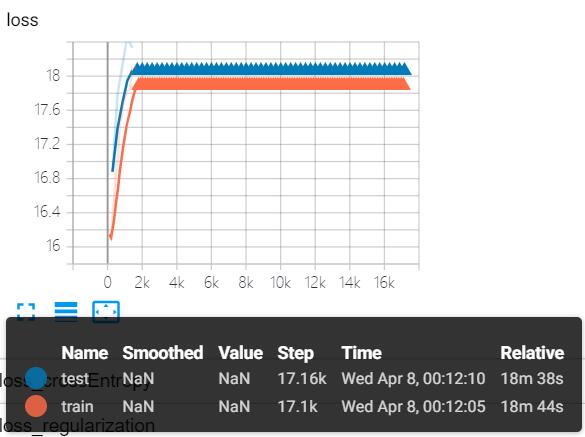 loss
18
17.6
17.2
16.8
16.4
16
0 2k 4k 6k 8k 10k 12k 14k 16k
Name Smoothed Value Step Time Relative
test NaN NaN 17.16k Wed Apr 8, 00:12:10 18m 38s
loss_crossEntropy
train NaN NaN 17.1k Wed Apr 8, 00:12:05 18m 44s
loss_regularization